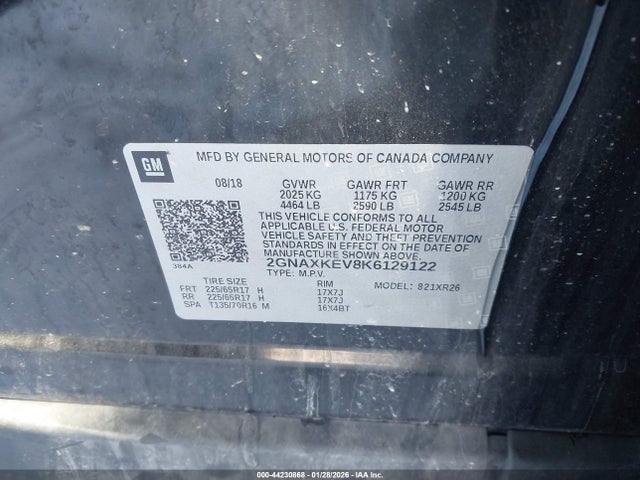 GM
MFD BY GENERAL MOTORS OF CANADA COMPANY
08/18 GVWR GAWR FRT GAWR RR
2025 KG 1175 KG 1200 KG
4464 LB 2590 LB 2645 LB
THIS VEHICLE CONFORMS TO ALL
APPLICABLE U.S. FEDERAL MOTOR
VEHICLE SAFETY AND THEFT PREVENTION
STANDARDS IN EFFECT ON THE DATE OF
MANUFACTURE SHOWN ABOVE.
384A 2GNAXKEV8K6129122
TYPE: M.P.V.
TIRE SIZE RIM MODEL: 821XR26
FRT 225/65R17 H 17X7J
RR 225/65R17 H 17X7J
SPA T135/70R16 M 16X4BT
000-44230868 - 01/28/2026 - IAAI Inc.